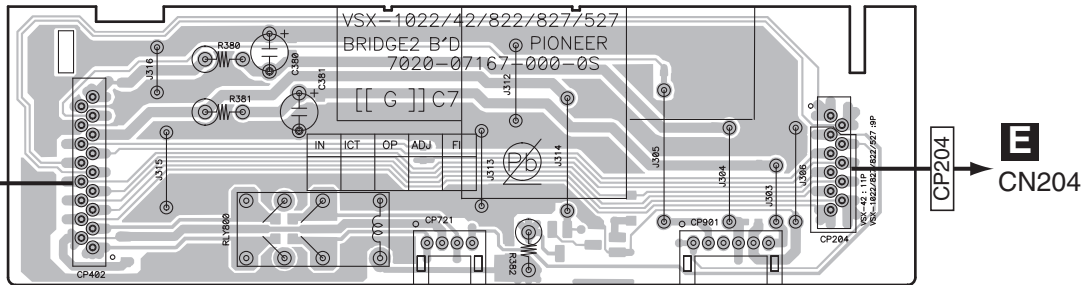 VSX-1022/42/822/827/527
BRIDGE2 B'D PIONEER
7020-07167-000-0S
[[ G ]] C7
IN ICT OP ADJ FI
Pb
J316
R380
C380
C381
R381
J312
J315
J313
J314
J305
J304
J303
J306
RLY800
CP721
R382
CP901
CP402
CP204
VSX-42 : 11P
VSX-1022/827/822/527 :9P
CP204
E
CN204